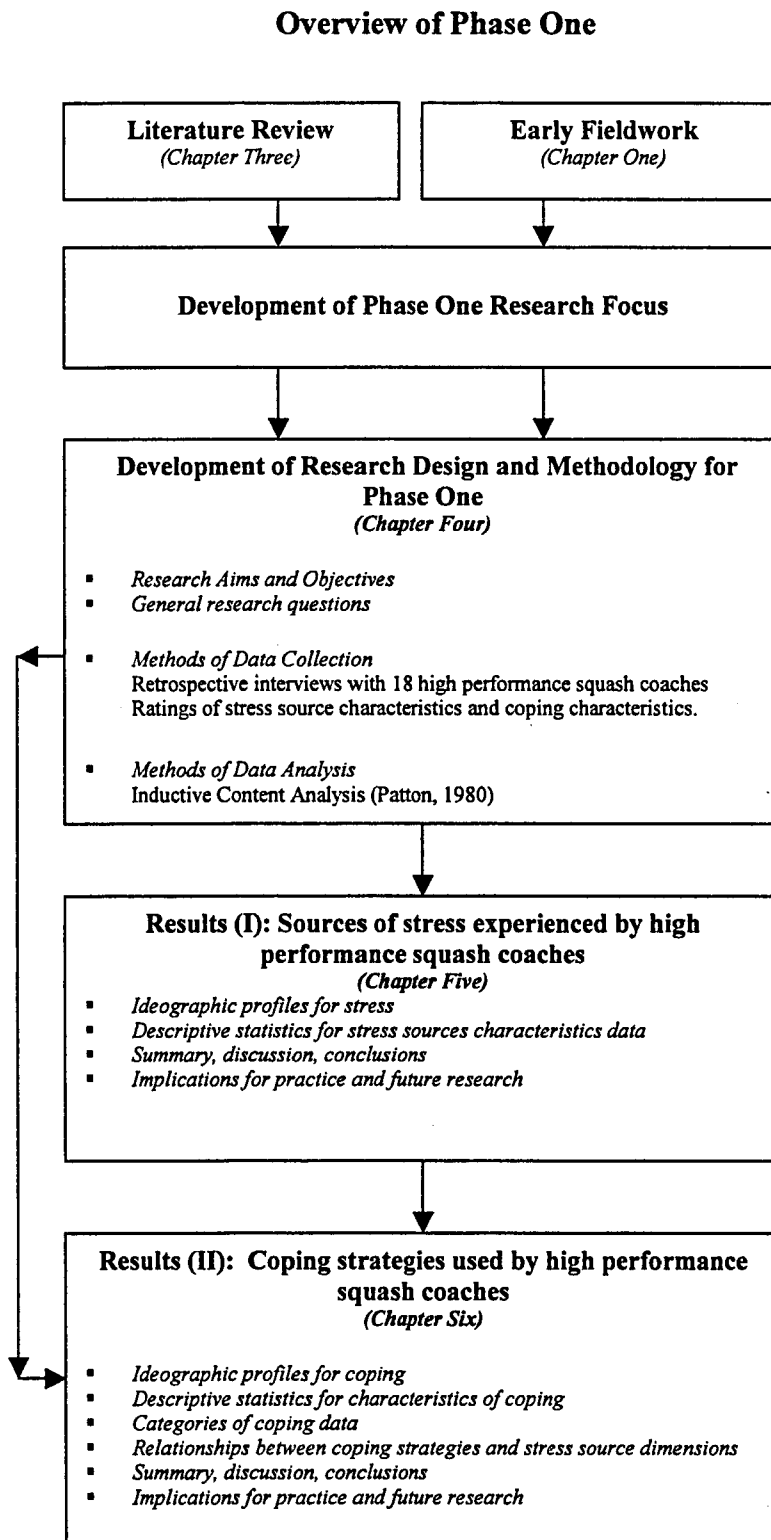 Overview of Phase One
Literature Review
(Chapter Three)
Early Fieldwork
(Chapter One)
Development of Phase One Research Focus
Development of Research Design and Methodology for
Phase One
(Chapter Four)
▪ Research Aims and Objectives
▪ General research questions
▪ Methods of Data Collection
Retrospective interviews with 18 high performance squash coaches
Ratings of stress source characteristics and coping characteristics.
▪ Methods of Data Analysis
Inductive Content Analysis (Patton, 1980)
Results (I): Sources of stress experienced by high
performance squash coaches
(Chapter Five)
▪ Ideographic profiles for stress
▪ Descriptive statistics for stress sources characteristics data
▪ Summary, discussion, conclusions
▪ Implications for practice and future research
Results (II): Coping strategies used by high performance
squash coaches
(Chapter Six)
▪ Ideographic profiles for coping
▪ Descriptive statistics for characteristics of coping
▪ Categories of coping data
▪ Relationships between coping strategies and stress source dimensions
▪ Summary, discussion, conclusions
▪ Implications for practice and future research